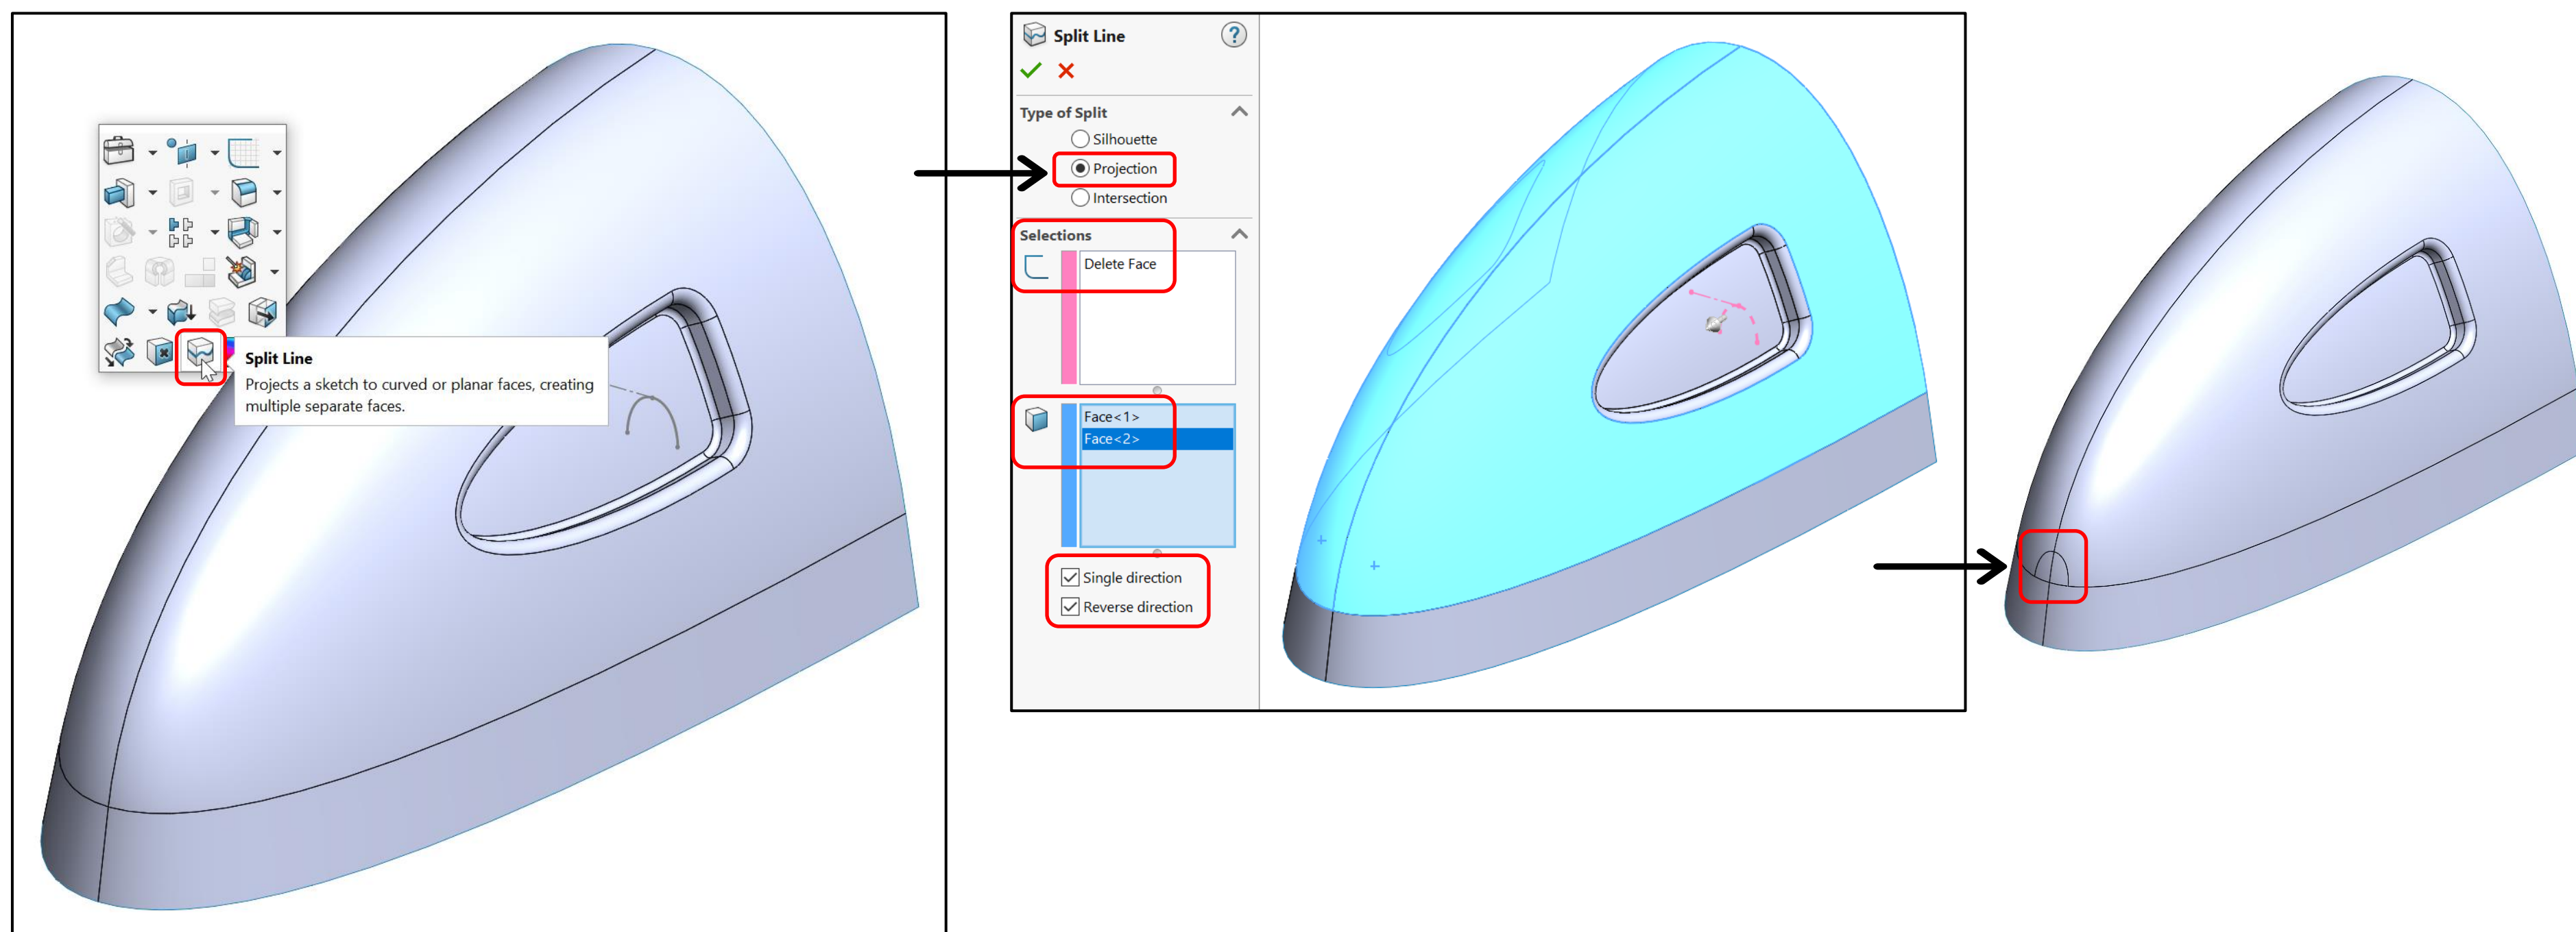 Split Line
Projects a sketch to curved or planar faces, creating
multiple separate faces.
Split Line
?
Type of Split
Silhouette
Projection
Intersection
Selections
Delete Face
Face<1>
Face<2>
Single direction
Reverse direction